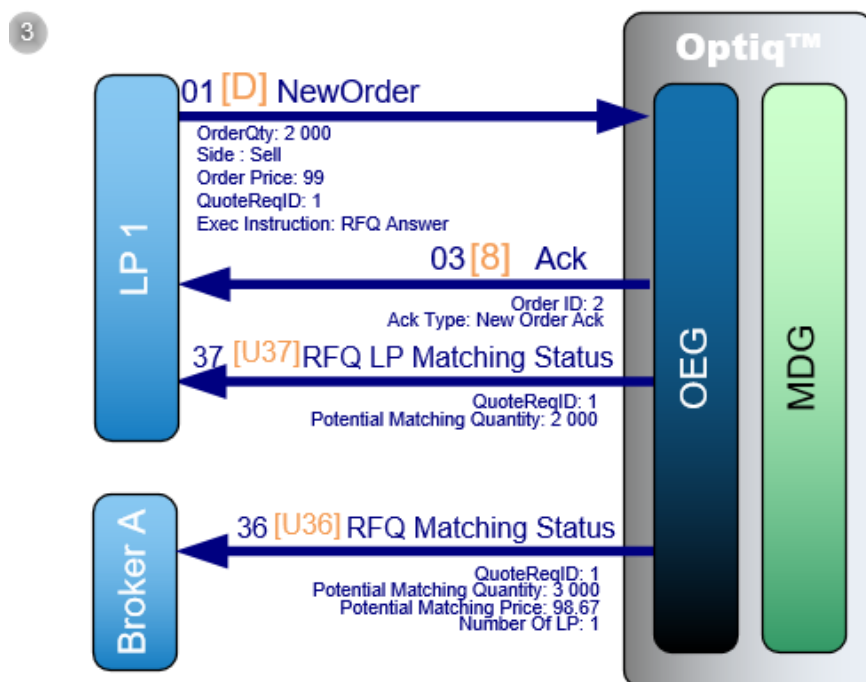 3
Optiq™
01 [D] NewOrder
OrderQty: 2 000
Side : Sell
Order Price: 99
QuoteReqID: 1
Exec Instruction: RFQ Answer
LP 1
03 [8] Ack
Order ID: 2
Ack Type: New Order Ack
37 [U37] RFQ LP Matching Status
QuoteReqID: 1
Potential Matching Quantity: 2 000
OEG
MDG
Broker A
36 [U36] RFQ Matching Status
QuoteReqID: 1
Potential Matching Quantity: 3 000
Potential Matching Price: 98.67
Number Of LP: 1